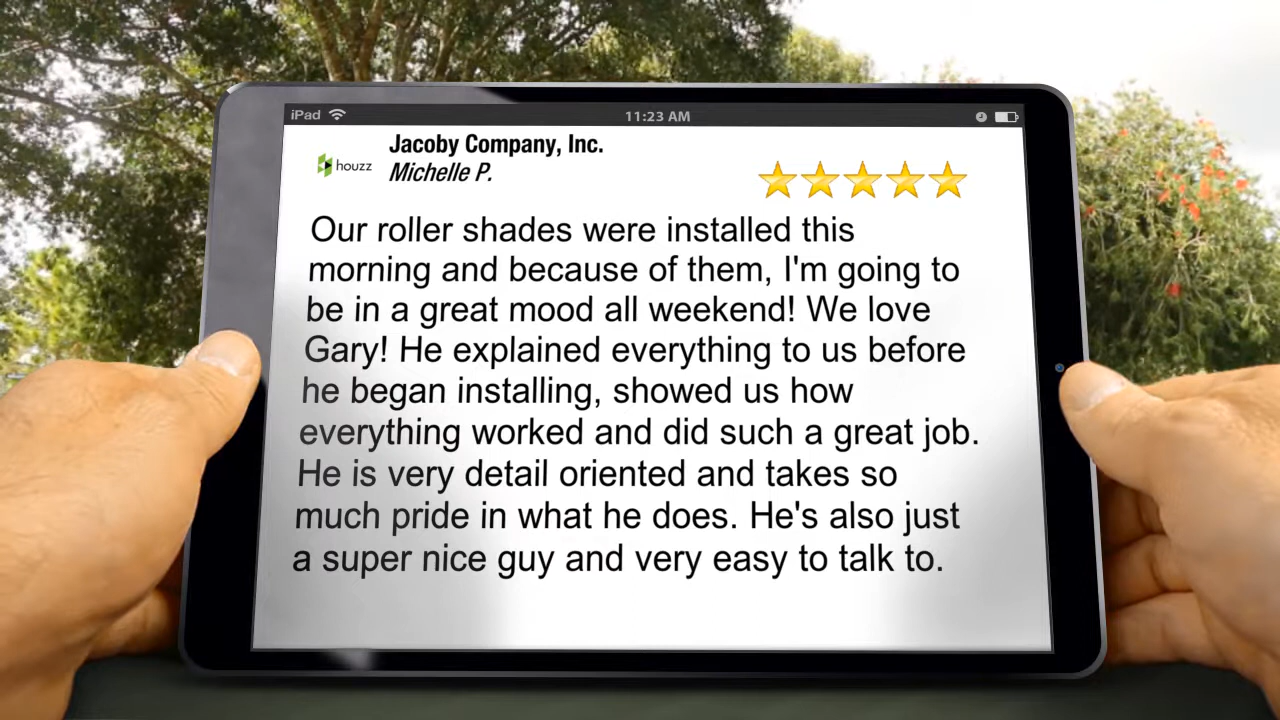 iPad 11:23 AM
Jacoby Company, Inc.
houzz
Michelle P.
Our roller shades were installed this
morning and because of them, I'm going to
be in a great mood all weekend! We love
Gary! He explained everything to us before
he began installing, showed us how
everything worked and did such a great job.
He is very detail oriented and takes so
much pride in what he does. He's also just
a super nice guy and very easy to talk to.